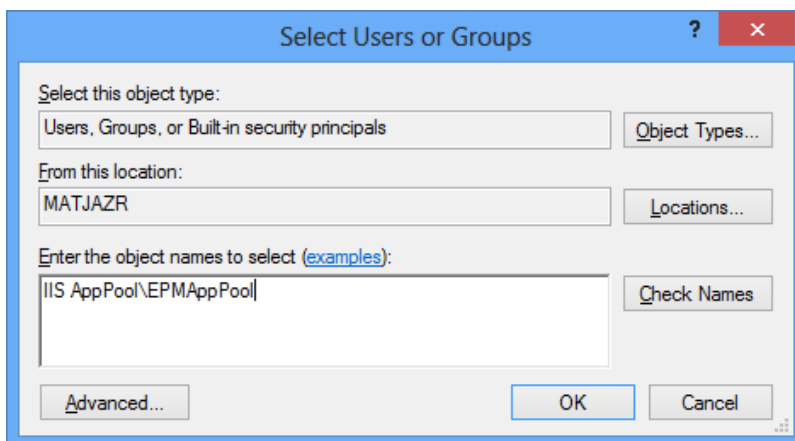 Select Users or Groups
?
Select this object type:
Users, Groups, or Built-in security principals
Object Types...
From this location:
MATJAZR
Locations...
Enter the object names to select (examples):
IIS AppPool\EPMAppPool
Check Names
Advanced...
OK
Cancel